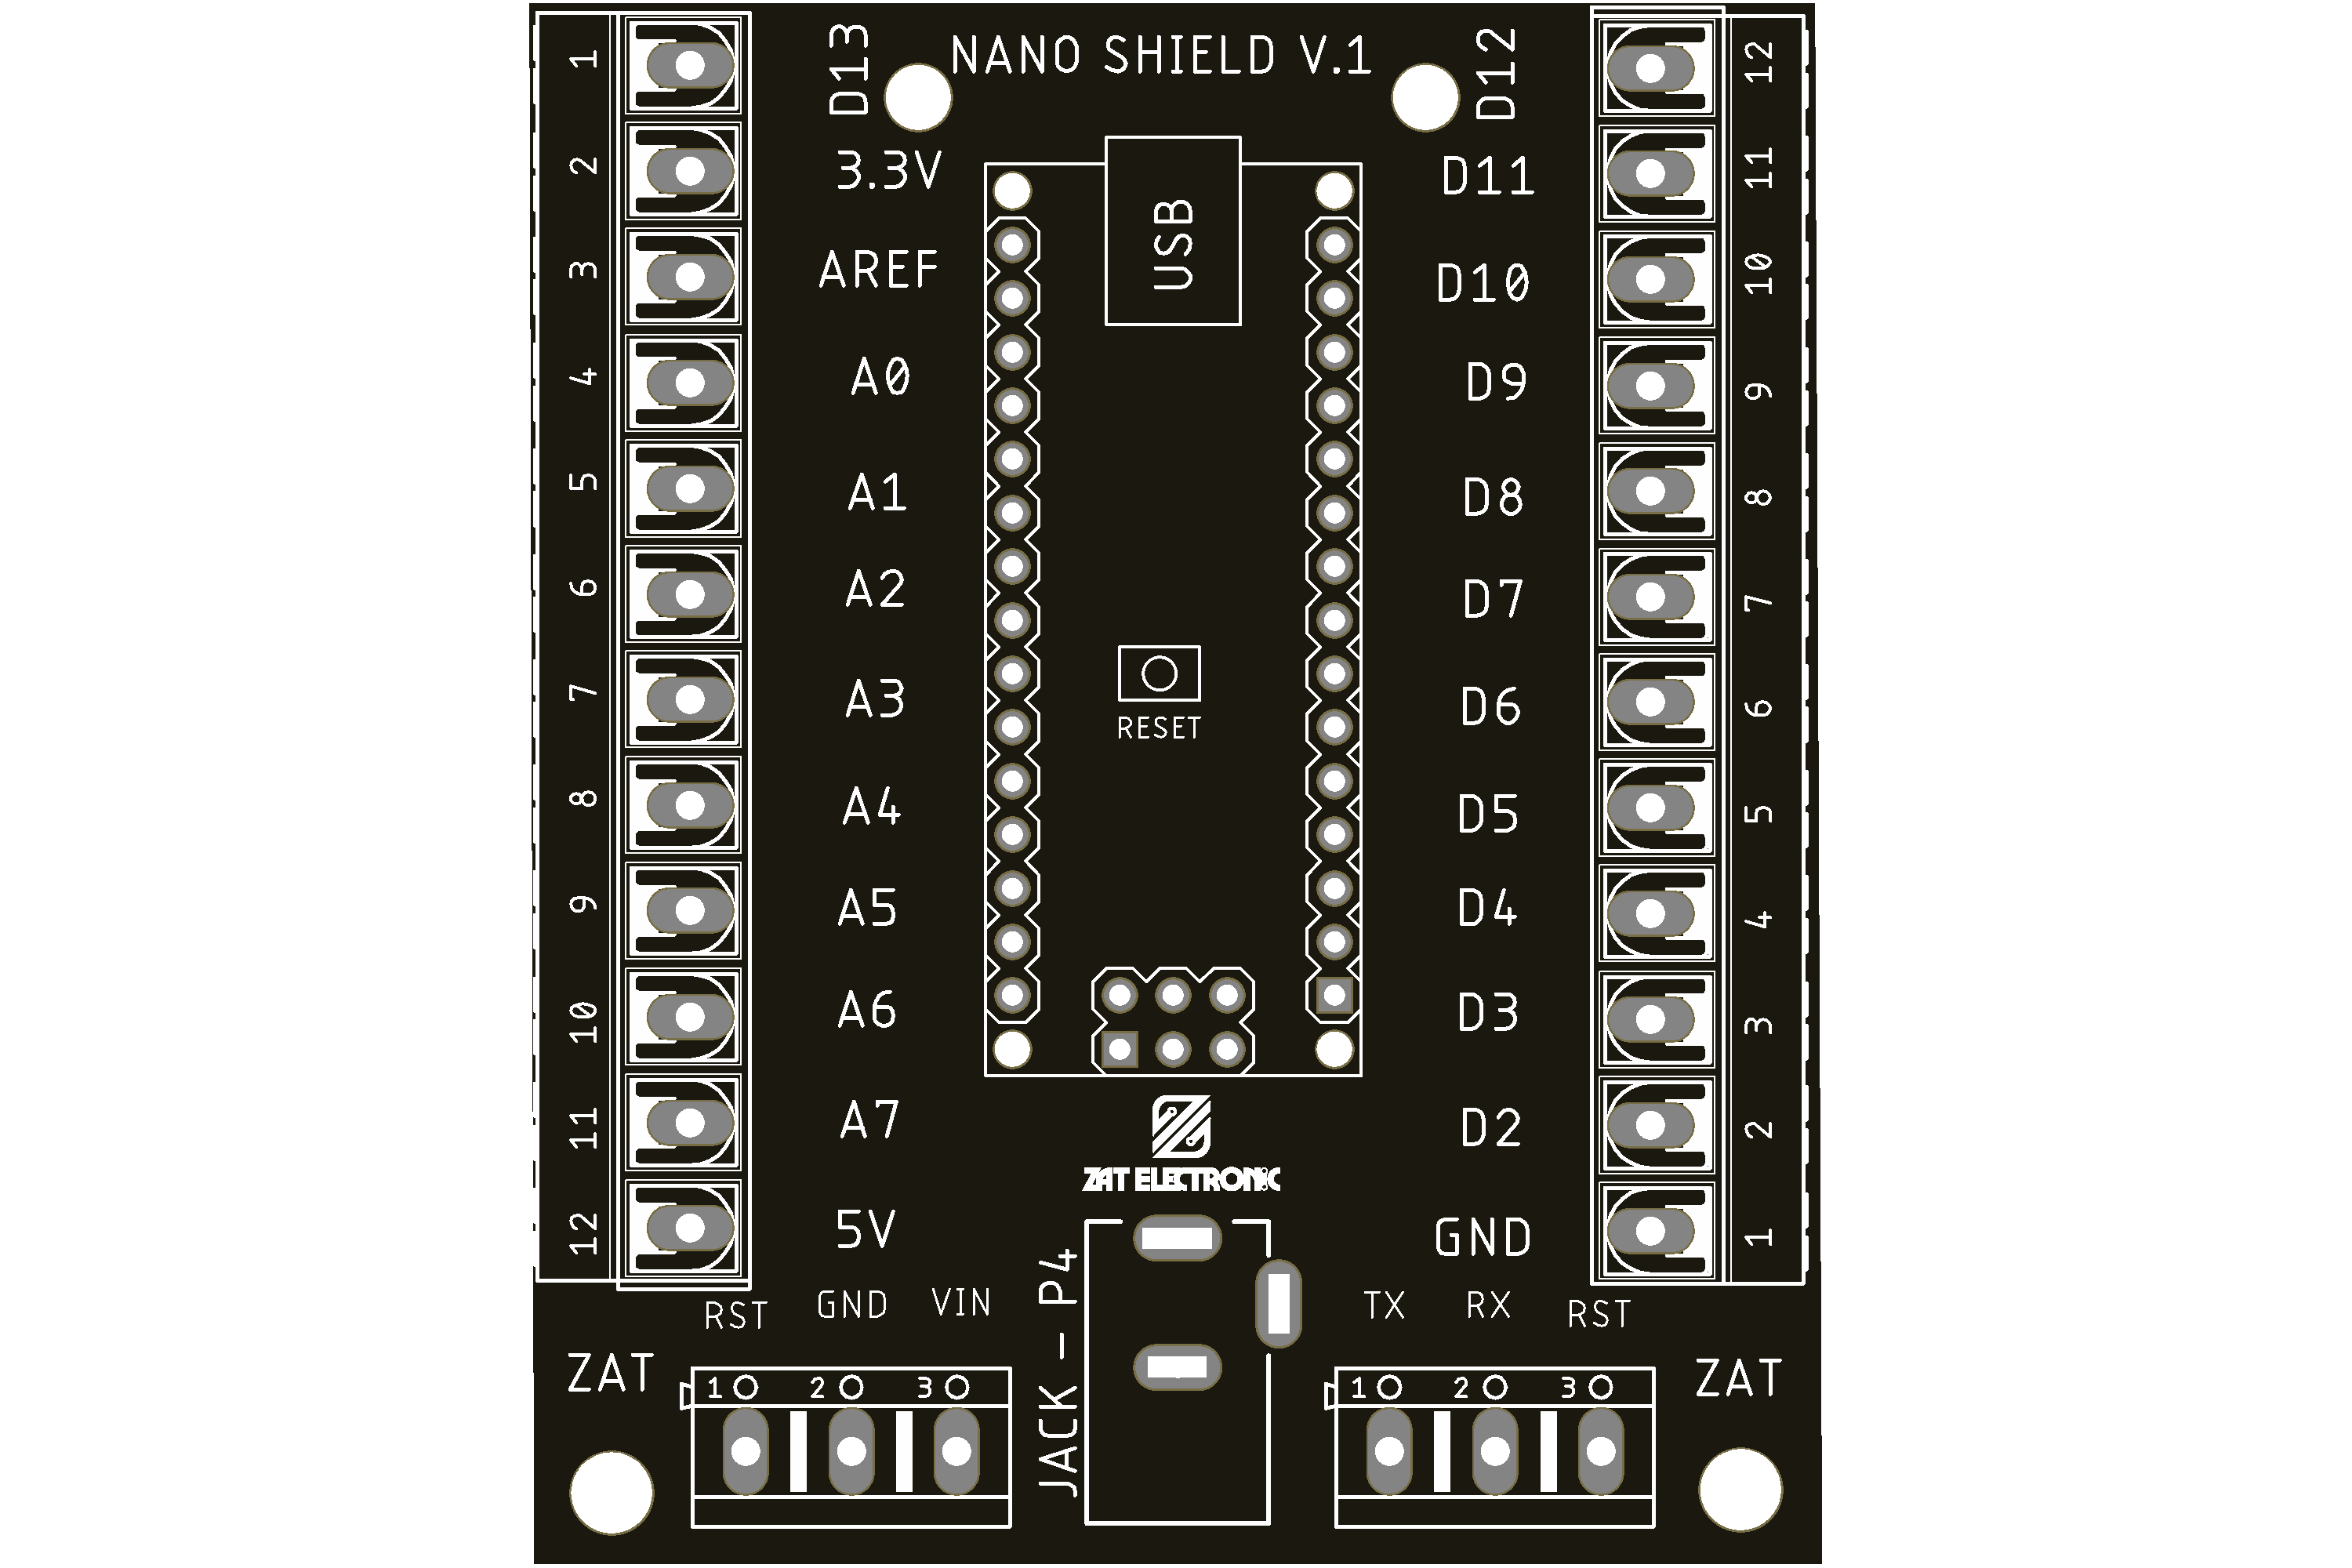 NANO SHIELD V.1
1 D13 D12 12
2 3.3V D11 11
USB
3 AREF D10 10
4 A0 D9 9
5 A1 D8 8
6 A2 D7 7
7 A3 D6 6
RESET
8 A4 D5 5
9 A5 D4 4
10 A6 D3 3
11 A7 D2 2
ZAT ELECTRONIC
12 5V GND 1
RST GND VIN TX RX RST
JACK - P4
ZAT ZAT
1 2 3 1 2 3